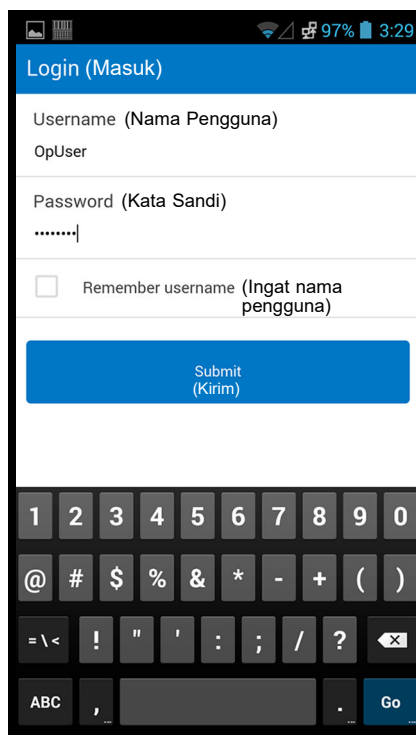 97% 3:29
Login (Masuk)
Username (Nama Pengguna)
OpUser
Password (Kata Sandi)
••••••••
Remember username (Ingat nama
pengguna)
Submit
(Kirim)
1 2 3 4 5 6 7 8 9 0
@ # $ % & * - + ( )
= \ < ! " ' : ; / ?
ABC , . Go